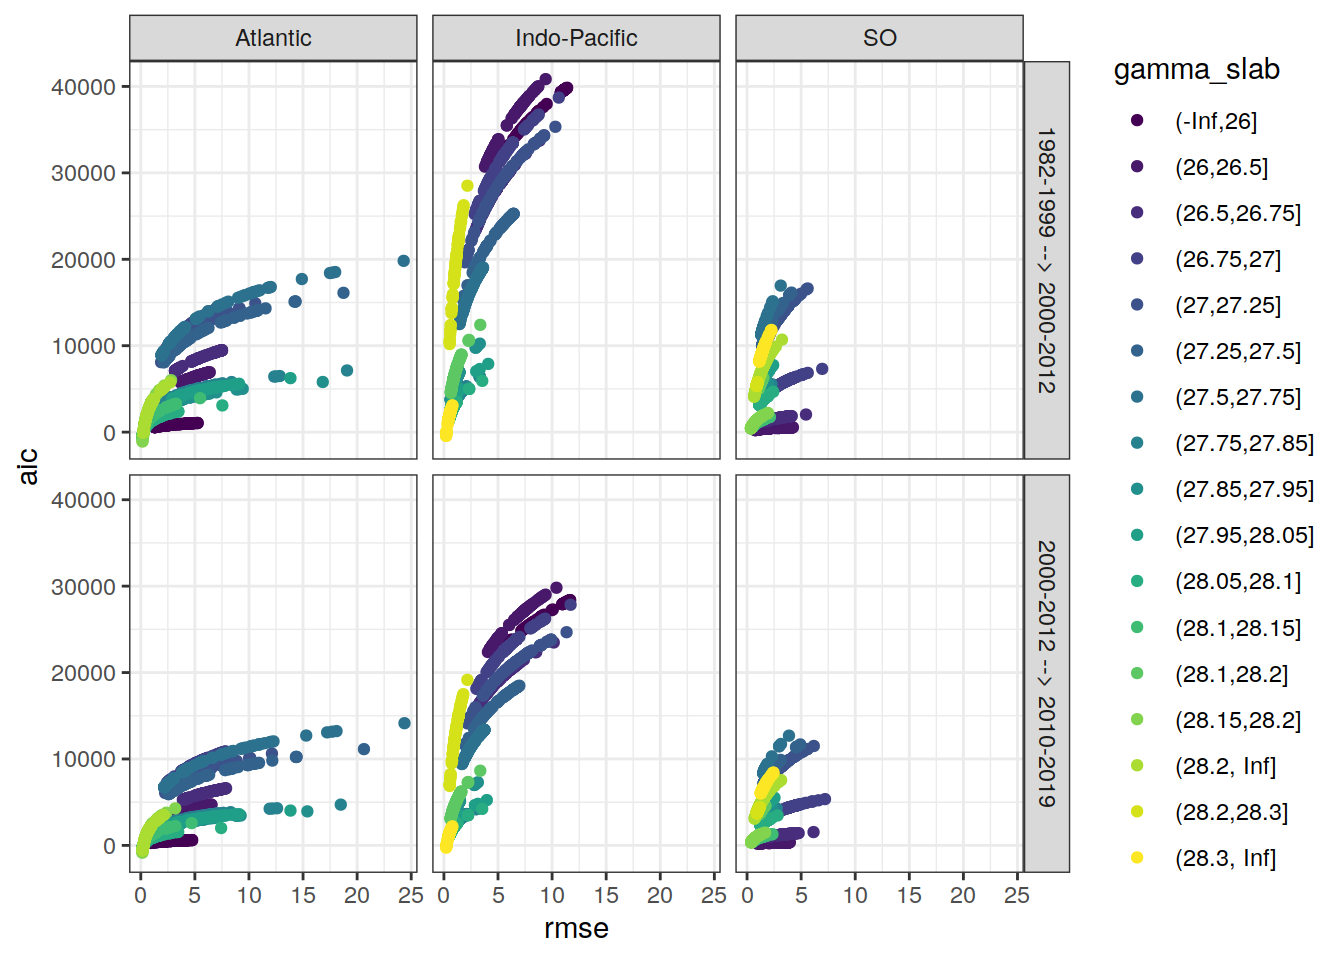 Atlantic Indo-Pacific SO
40000
30000
20000
10000
0
1982-1999 --> 2000-2012
40000
30000
20000
10000
0
2000-2012 --> 2010-2019
0 5 10 15 20 25 0 5 10 15 20 25 0 5 10 15 20 25
rmse
aic
gamma_slab
(-Inf,26]
(26,26.5]
(26.5,26.75]
(26.75,27]
(27,27.25]
(27.25,27.5]
(27.5,27.75]
(27.75,27.85]
(27.85,27.95]
(27.95,28.05]
(28.05,28.1]
(28.1,28.15]
(28.1,28.2]
(28.15,28.2]
(28.2, Inf]
(28.2,28.3]
(28.3, Inf]